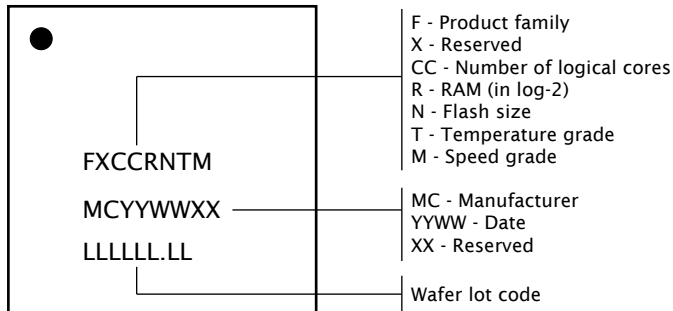 F - Product family
X - Reserved
CC - Number of logical cores
R - RAM (in log-2)
N - Flash size
T - Temperature grade
M - Speed grade
FXCCRNTM
MCYYWWXX
MC - Manufacturer
YYWW - Date
XX - Reserved
LLLLLL.LL
Wafer lot code